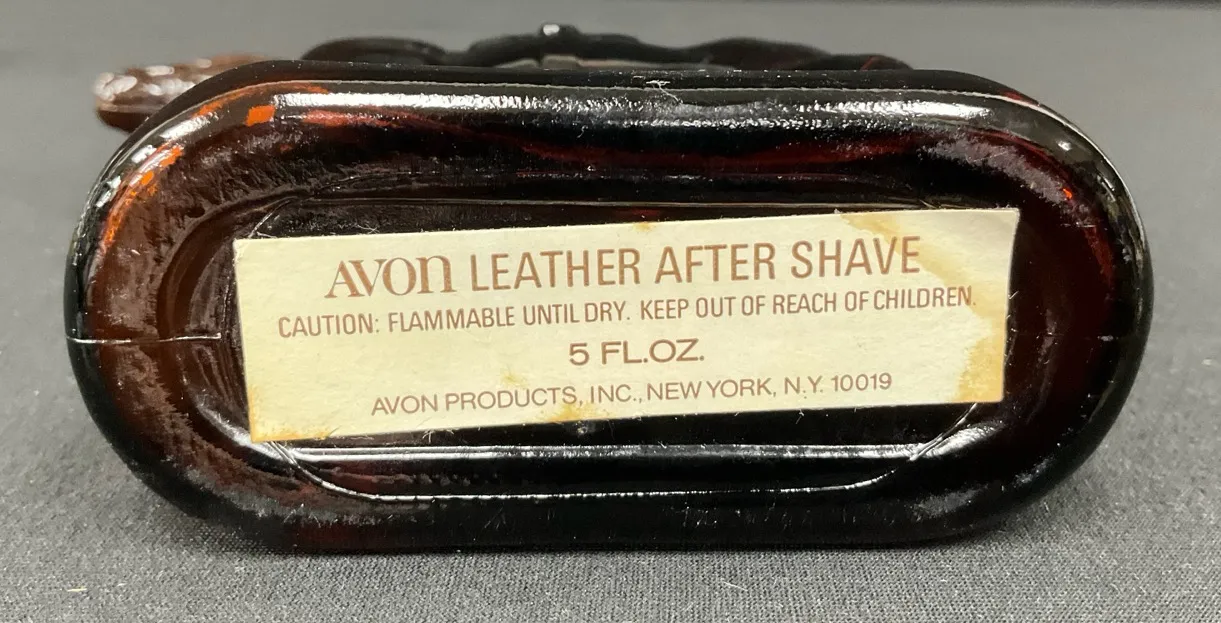 AVON LEATHER AFTER SHAVE
CAUTION: FLAMMABLE UNTIL DRY. KEEP OUT OF REACH OF CHILDREN.
5 FL.OZ.
AVON PRODUCTS, INC., NEW YORK, N.Y. 10019